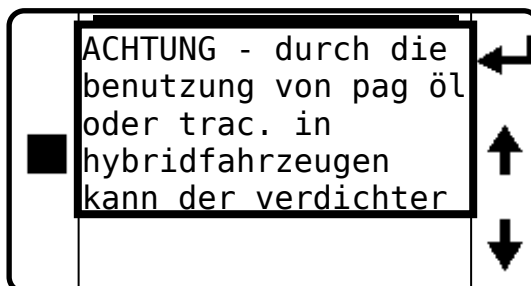 ACHTUNG - durch die
benutzung von pag öl
oder trac. in
hybridfahrzeugen
kann der verdichter